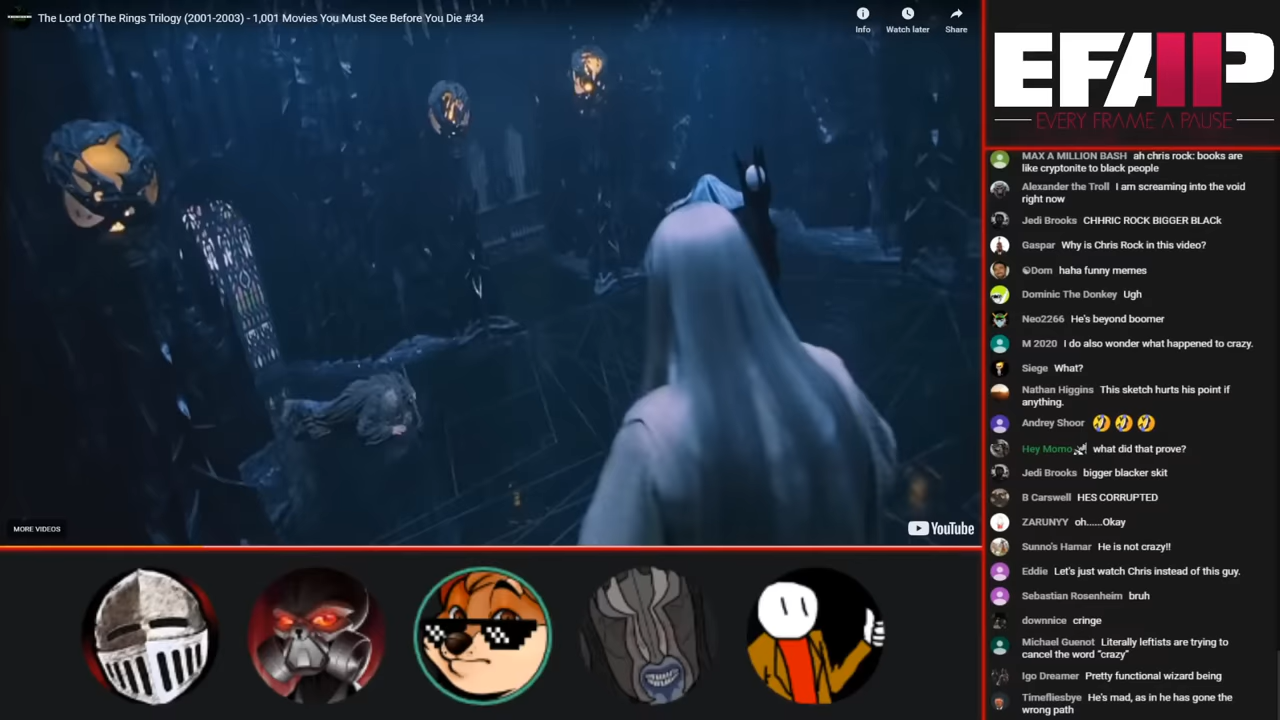 The Lord Of The Rings Trilogy (2001-2003) - 1,001 Movies You Must See Before You Die #34
Info
Watch later
Share
MORE VIDEOS
YouTube
EFAP
EVERY FRAME A PAUSE
MAX A MILLION BASH ah chris rock: books are
like cryptonite to black people
Alexander the Troll I am screaming into the void
right now
Jedi Brooks CHHRIC ROCK BIGGER BLACK
Gaspar Why is Chris Rock in this video?
☯Dom haha funny memes
Dominic The Donkey Ugh
Neo2266 He's beyond boomer
M 2020 I do also wonder what happened to crazy.
Siege What?
Nathan Higgins This sketch hurts his point if
anything.
Andrey Shoor 🤣 🤣 🤣
Hey Momo what did that prove?
Jedi Brooks bigger blacker skit
B Carswell HES CORRUPTED
ZARUNYY oh......Okay
Sunno's Hamar He is not crazy!!
Eddie Let's just watch Chris instead of this guy.
Sebastian Rosenheim bruh
downnice cringe
Michael Guenot Literally leftists are trying to
cancel the word "crazy"
Igo Dreamer Pretty functional wizard being
Timefliesbye He's mad, as in he has gone the
wrong path